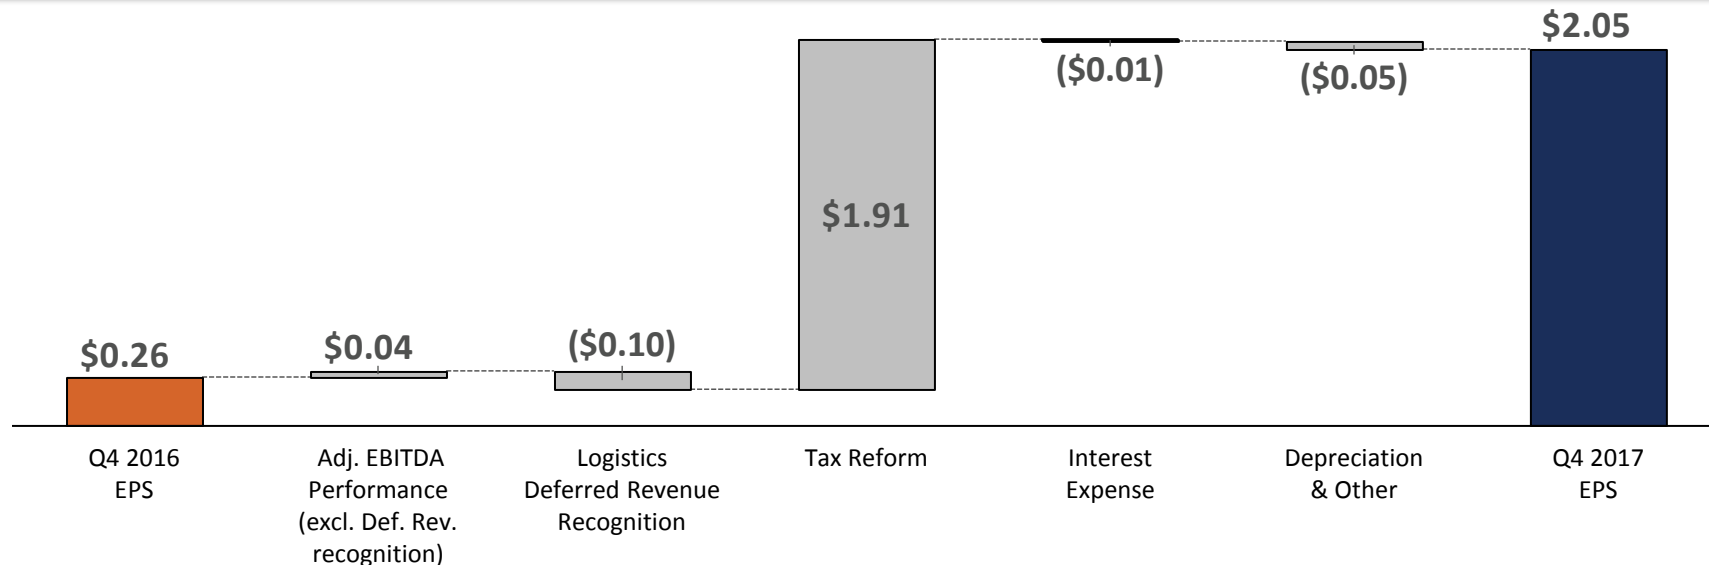 $2.05
($0.01)
($0.05)
$1.91
$0.26
$0.04
($0.10)
Q4 2016
EPS
Adj. EBITDA
Performance
(excl. Def. Rev.
recognition)
Logistics
Deferred Revenue
Recognition
Tax Reform
Interest
Expense
Depreciation
& Other
Q4 2017
EPS